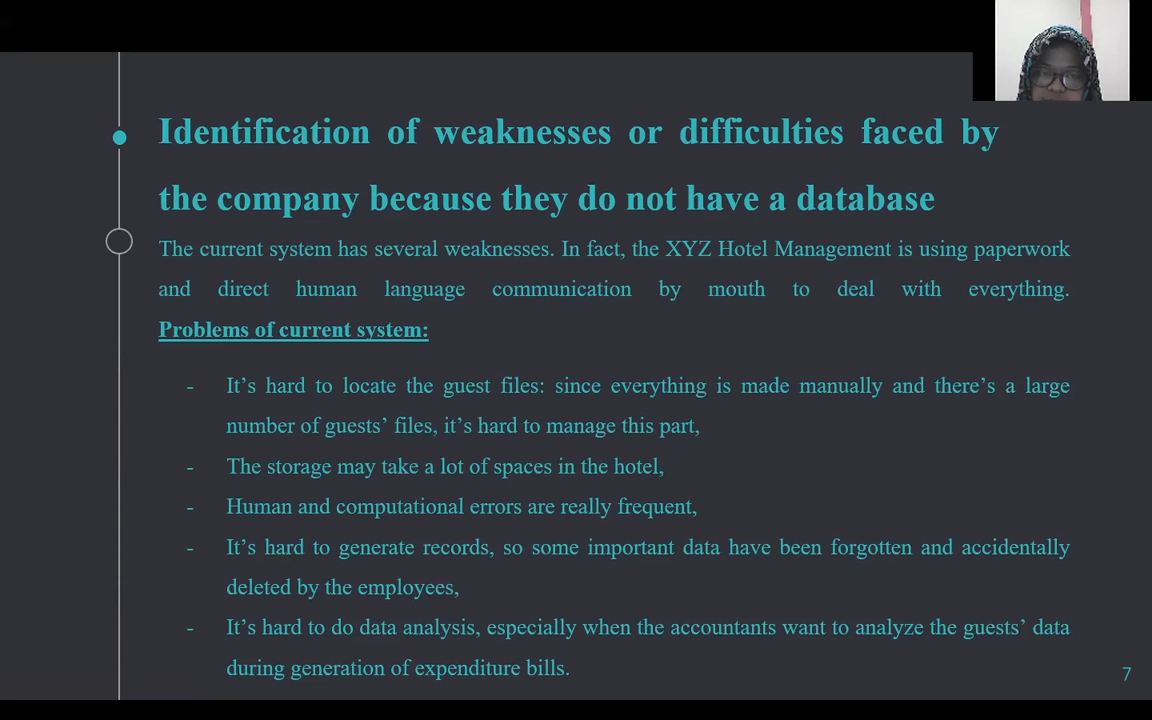 Identification of weaknesses or difficulties faced by
the company because they do not have a database
The current system has several weaknesses. In fact, the XYZ Hotel Management is using paperwork
and direct human language communication by mouth to deal with everything.
Problems of current system:
- It’s hard to locate the guest files: since everything is made manually and there’s a large
number of guests’ files, it’s hard to manage this part,
- The storage may take a lot of spaces in the hotel,
- Human and computational errors are really frequent,
- It’s hard to generate records, so some important data have been forgotten and accidentally
deleted by the employees,
- It’s hard to do data analysis, especially when the accountants want to analyze the guests’ data
during generation of expenditure bills.
7